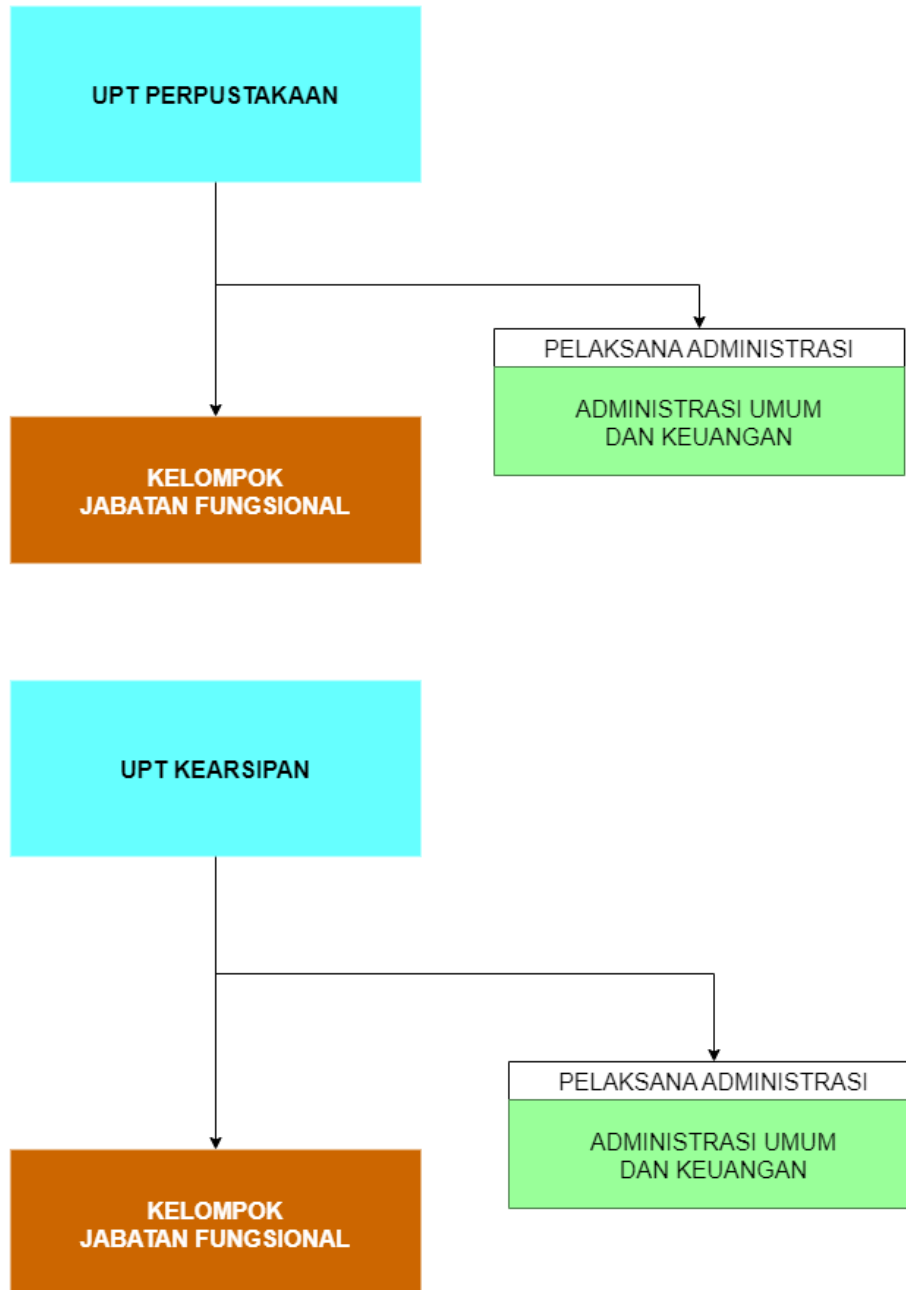 UPT PERPUSTAKAAN
PELAKSANA ADMINISTRASI
ADMINISTRASI UMUM
DAN KEUANGAN
KELOMPOK
JABATAN FUNGSIONAL
UPT KEARSIPAN
PELAKSANA ADMINISTRASI
ADMINISTRASI UMUM
DAN KEUANGAN
KELOMPOK
JABATAN FUNGSIONAL